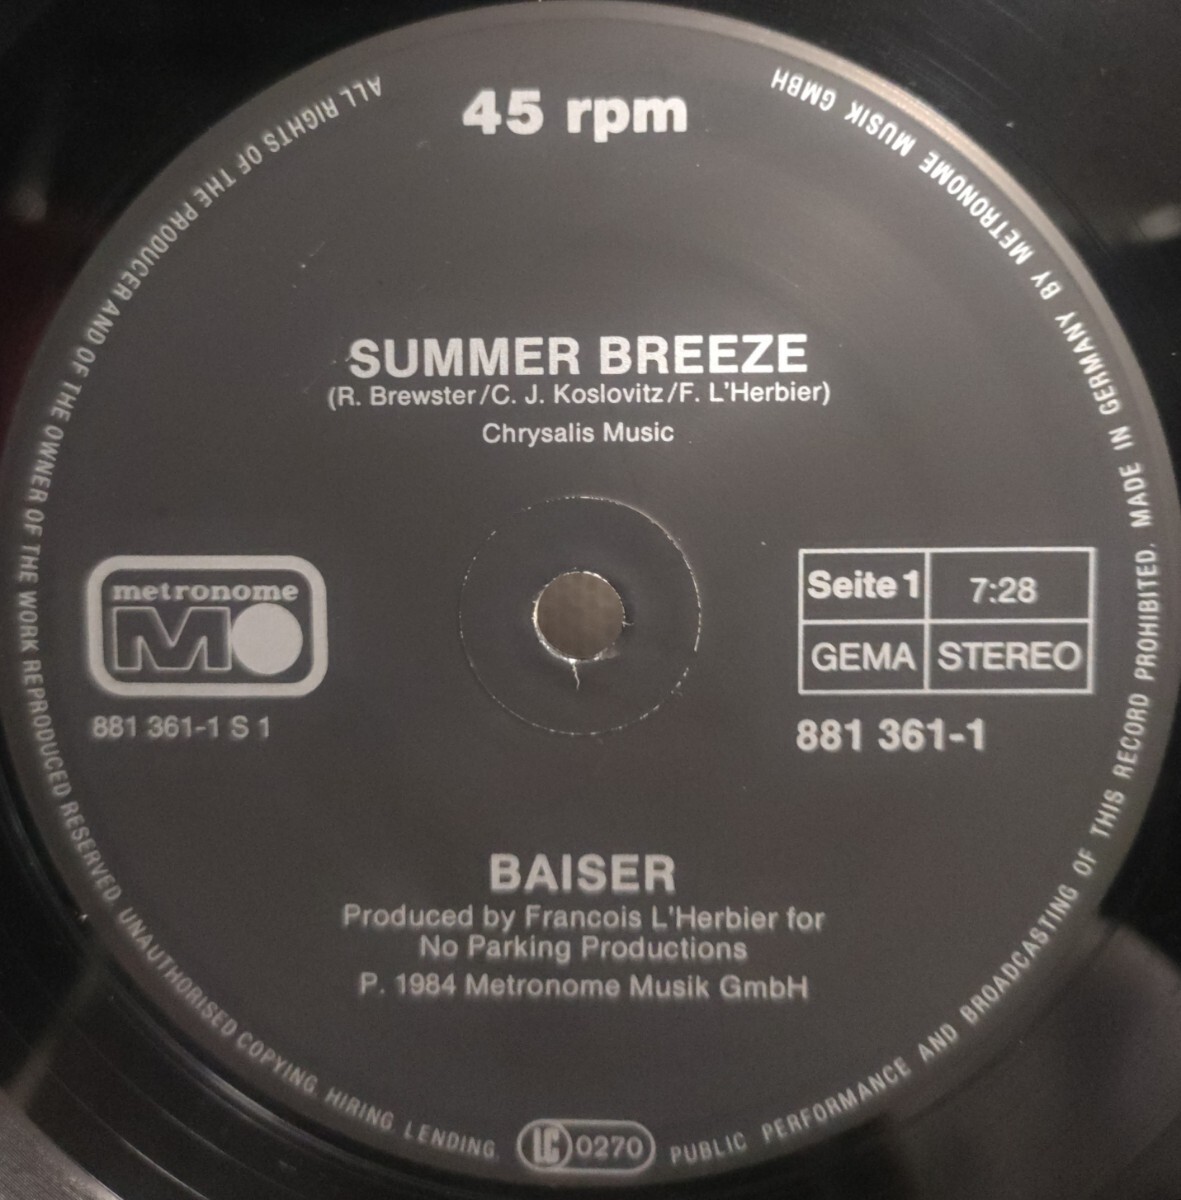 45 rpm
SUMMER BREEZE
(R. Brewster/C. J. Koslovitz/F. L'Herbier)
Chrysalis Music
metronome
MO
881 361-1 S 1
Seite 1 7:28
GEMA STEREO
881 361-1
BAISER
Produced by Francois L'Herbier for
No Parking Productions
P. 1984 Metronome Musik GmbH
ALL RIGHTS OF THE PRODUCER AND OF THE OWNER OF THE WORK REPRODUCED RESERVED. UNAUTHORISED COPYING, HIRING, LENDING, PUBLIC PERFORMANCE AND BROADCASTING OF THIS RECORD PROHIBITED. MADE IN GERMANY BY METRONOME MUSIK GMBH
LC 0270